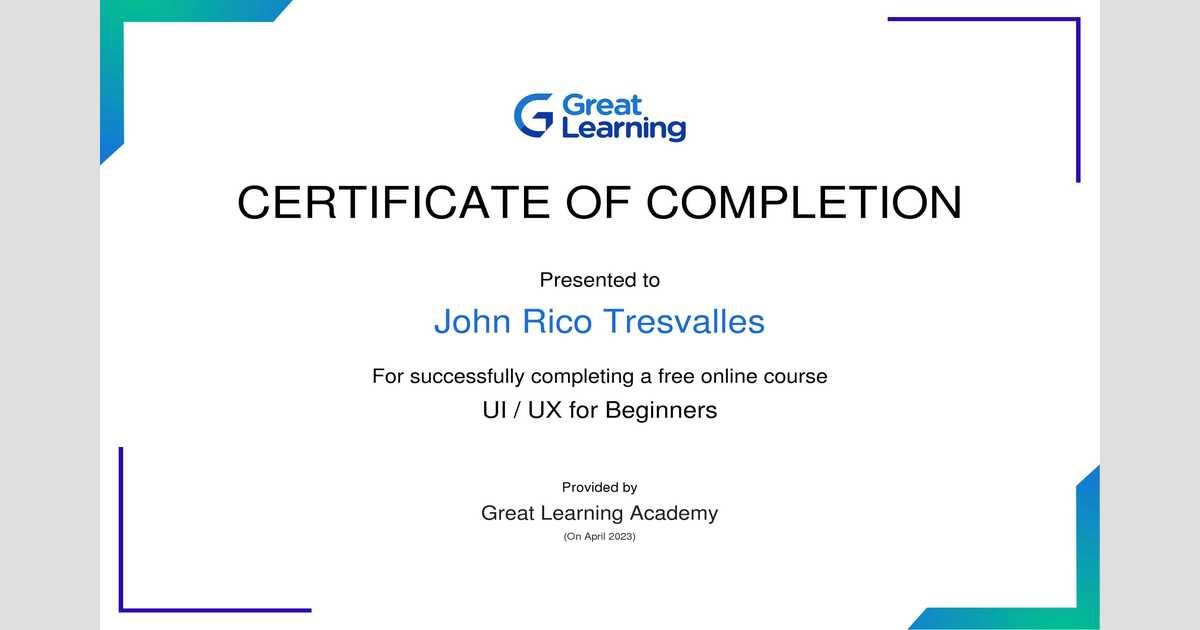 Great
Learning
CERTIFICATE OF COMPLETION
Presented to
John Rico Tresvalles
For successfully completing a free online course
UI / UX for Beginners
Provided by
Great Learning Academy
(On April 2023)